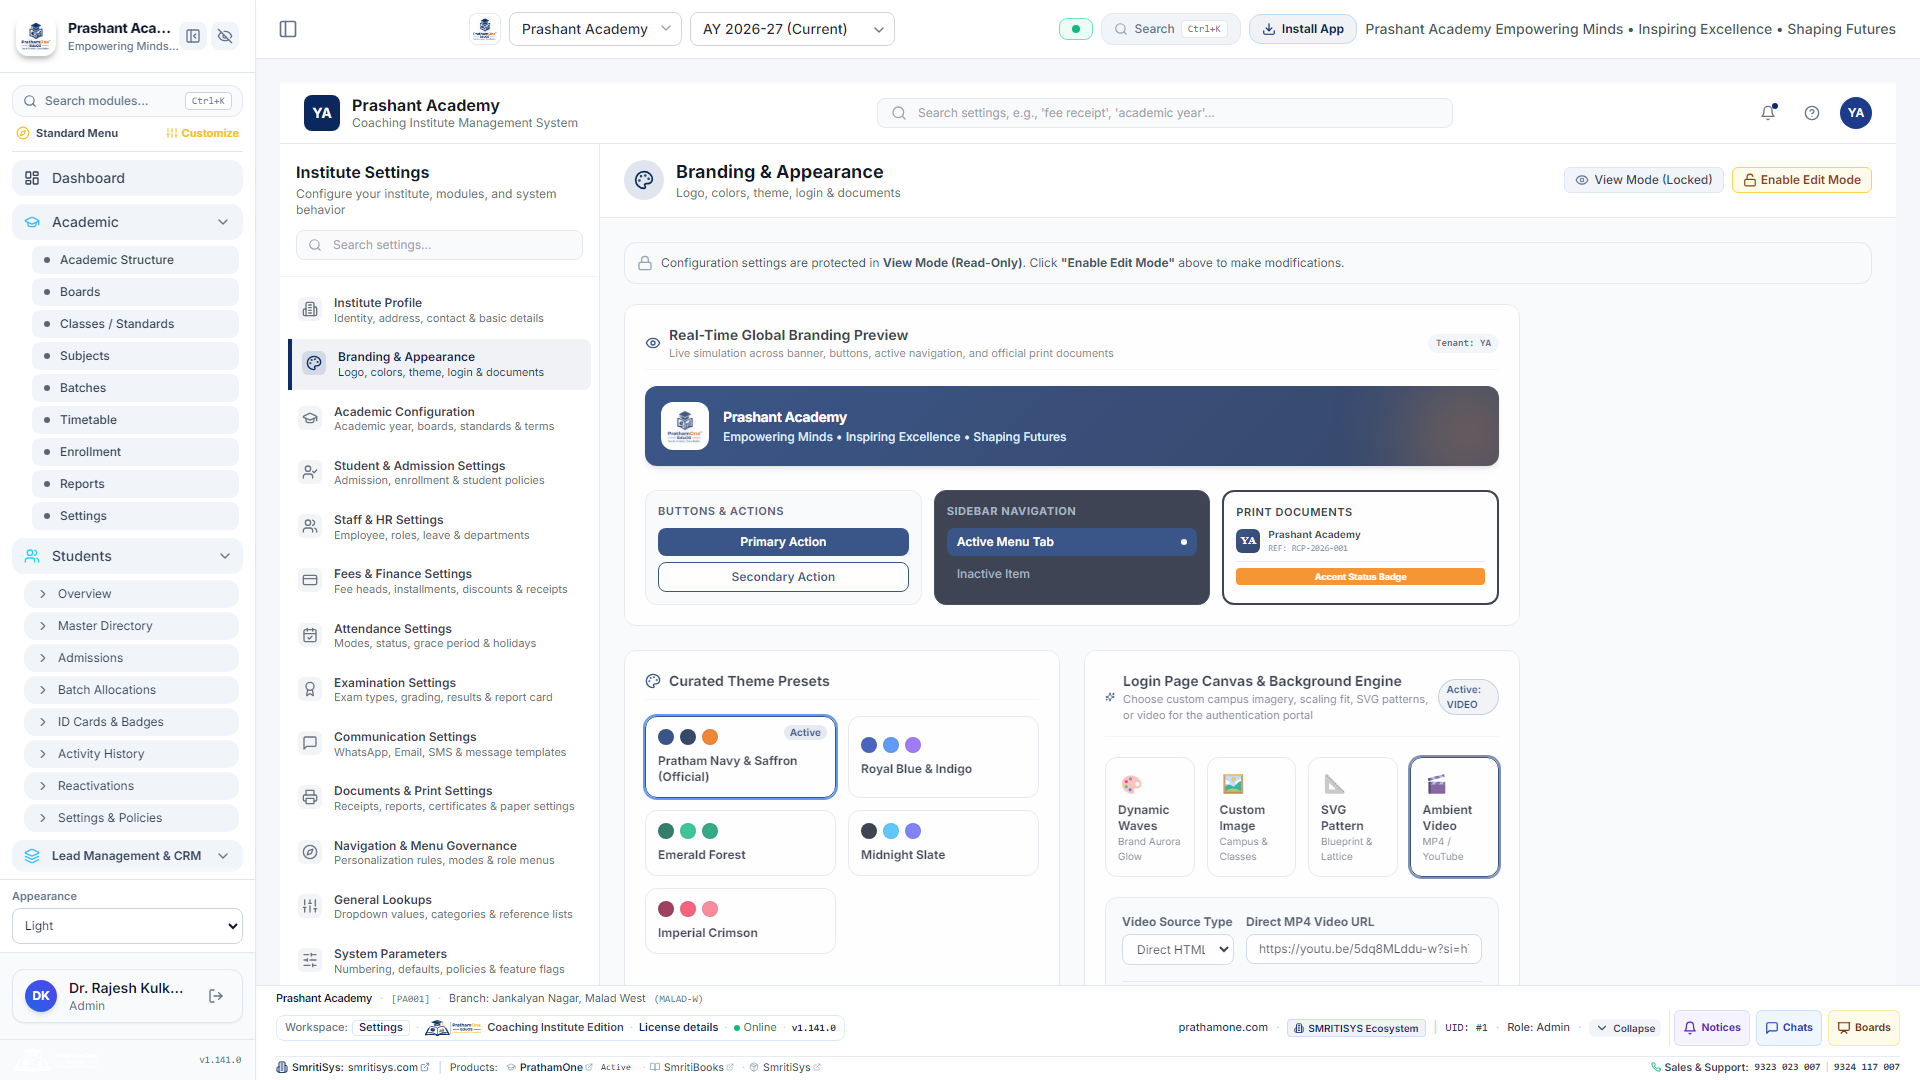 Prashant Aca...
Empowering Minds...
Search modules...
Ctrl+K
Standard Menu
Customize
Dashboard
Academic
Academic Structure
Boards
Classes / Standards
Subjects
Batches
Timetable
Enrollment
Reports
Settings
Students
Overview
Master Directory
Admissions
Batch Allocations
ID Cards & Badges
Activity History
Reactivations
Settings & Policies
Lead Management & CRM
Appearance
Light
DK
Dr. Rajesh Kulk...
Admin
v1.141.0
Prashant Academy
AY 2026-27 (Current)
Search
Ctrl+K
Install App
Prashant Academy Empowering Minds • Inspiring Excellence • Shaping Futures
YA
Prashant Academy
Coaching Institute Management System
Search settings, e.g., 'fee receipt', 'academic year'...
YA
Institute Settings
Configure your institute, modules, and system
behavior
Search settings...
Institute Profile
Identity, address, contact & basic details
Branding & Appearance
Logo, colors, theme, login & documents
Academic Configuration
Academic year, boards, standards & terms
Student & Admission Settings
Admission, enrollment & student policies
Staff & HR Settings
Employee, roles, leave & departments
Fees & Finance Settings
Fee heads, installments, discounts & receipts
Attendance Settings
Modes, status, grace period & holidays
Examination Settings
Exam types, grading, results & report card
Communication Settings
WhatsApp, Email, SMS & message templates
Documents & Print Settings
Receipts, reports, certificates & paper settings
Navigation & Menu Governance
Personalization rules, modes & role menus
General Lookups
Dropdown values, categories & reference lists
System Parameters
Numbering, defaults, policies & feature flags
Branding & Appearance
Logo, colors, theme, login & documents
View Mode (Locked)
Enable Edit Mode
Configuration settings are protected in View Mode (Read-Only). Click "Enable Edit Mode" above to make modifications.
Real-Time Global Branding Preview
Live simulation across banner, buttons, active navigation, and official print documents
Tenant: YA
Prashant Academy
Empowering Minds • Inspiring Excellence • Shaping Futures
BUTTONS & ACTIONS
Primary Action
Secondary Action
SIDEBAR NAVIGATION
Active Menu Tab
Inactive Item
PRINT DOCUMENTS
YA
Prashant Academy
REF: RCP-2026-001
Accent Status Badge
Curated Theme Presets
Active
Pratham Navy & Saffron
(Official)
Royal Blue & Indigo
Emerald Forest
Midnight Slate
Imperial Crimson
Login Page Canvas & Background Engine
Choose custom campus imagery, scaling fit, SVG patterns,
or video for the authentication portal
Active:
VIDEO
Dynamic
Waves
Brand Aurora
Glow
Custom
Image
Campus &
Classes
SVG
Pattern
Blueprint &
Lattice
Ambient
Video
MP4 /
YouTube
Video Source Type
Direct HTML
Direct MP4 Video URL
https://youtu.be/5dq8MLddu-w?si=h
Prashant Academy · [PA001] · Branch: Jankalyan Nagar, Malad West (MALAD-W)
Workspace: Settings · Coaching Institute Edition · License details · Online · v1.141.0
prathamone.com · SMRITISYS Ecosystem | UID: #1 · Role: Admin · Collapse
Notices
Chats
Boards
SmritiSys: smritisys.com | Products: PrathamOne Active · SmritiBooks · SmritiSys
Sales & Support: 9323 023 007 | 9324 117 007